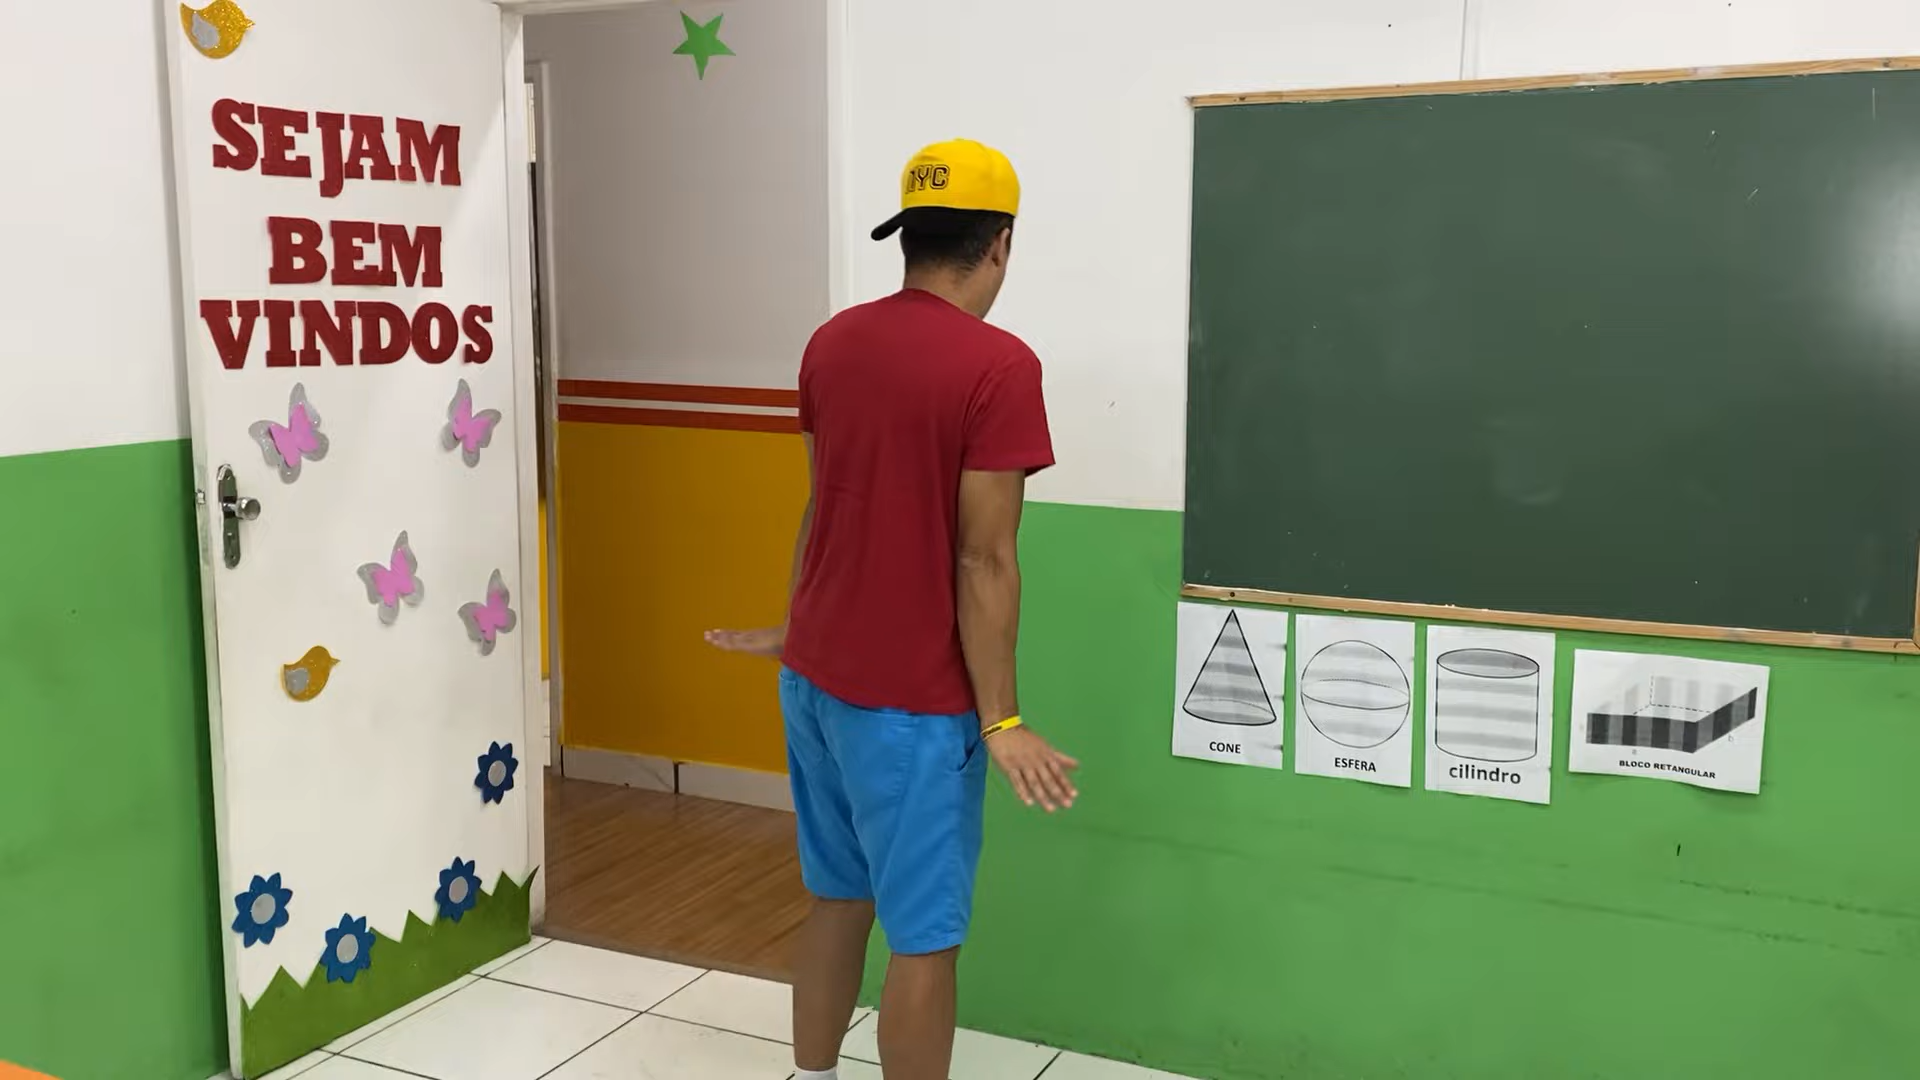 SEJAM
BEM
VINDOS
NYC
CONE
ESFERA
cilindro
BLOCO RETANGULAR
a
b